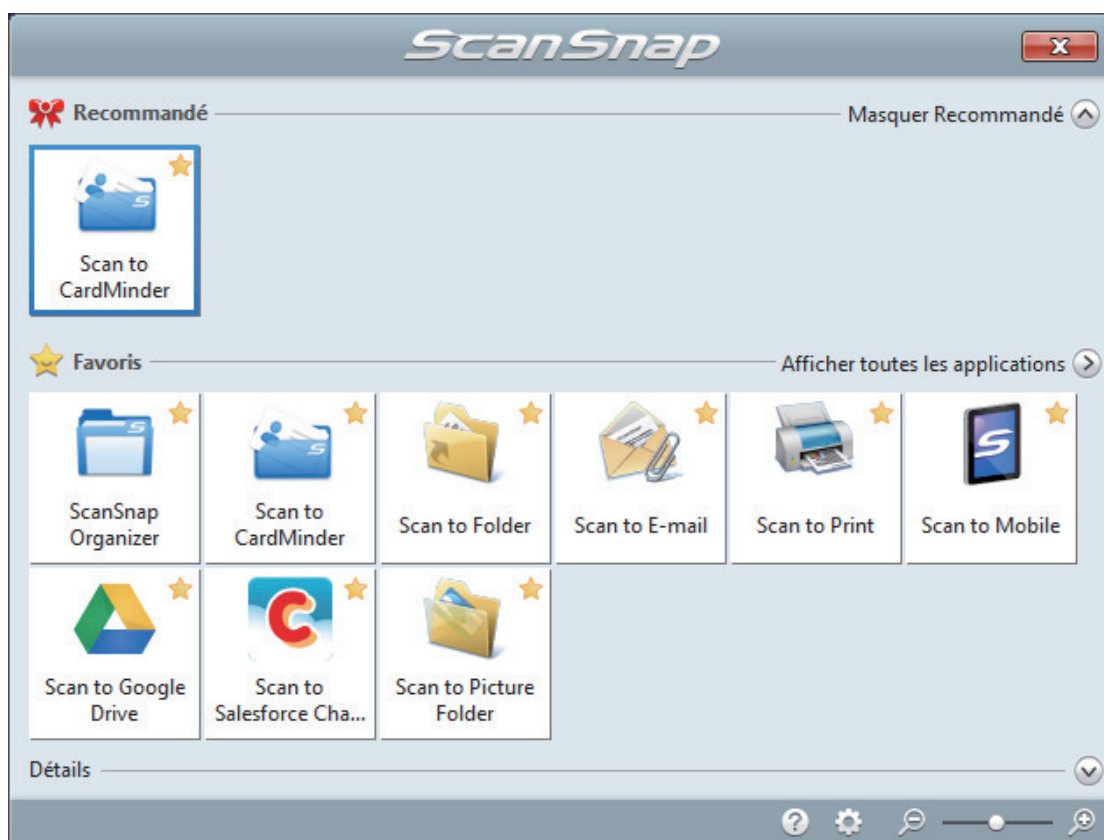 ScanSnap
Recommandé
Masquer Recommandé
Scan to
CardMinder
Favoris
Afficher toutes les applications
ScanSnap
Organizer
Scan to
CardMinder
Scan to Folder
Scan to E-mail
Scan to Print
Scan to Mobile
Scan to Google
Drive
Scan to
Salesforce Cha...
Scan to Picture
Folder
Détails